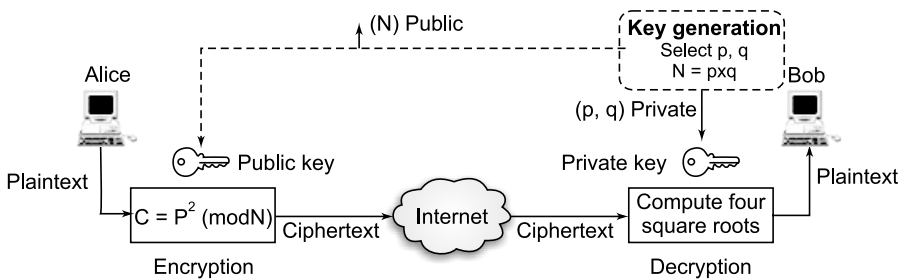 (N) Public
Key generation
Select p, q
N = pxq
Alice
Bob
(p, q) Private
Public key
Private key
Plaintext
Plaintext
C = P² (modN)
Ciphertext
Internet
Ciphertext
Compute four
square roots
Encryption
Decryption